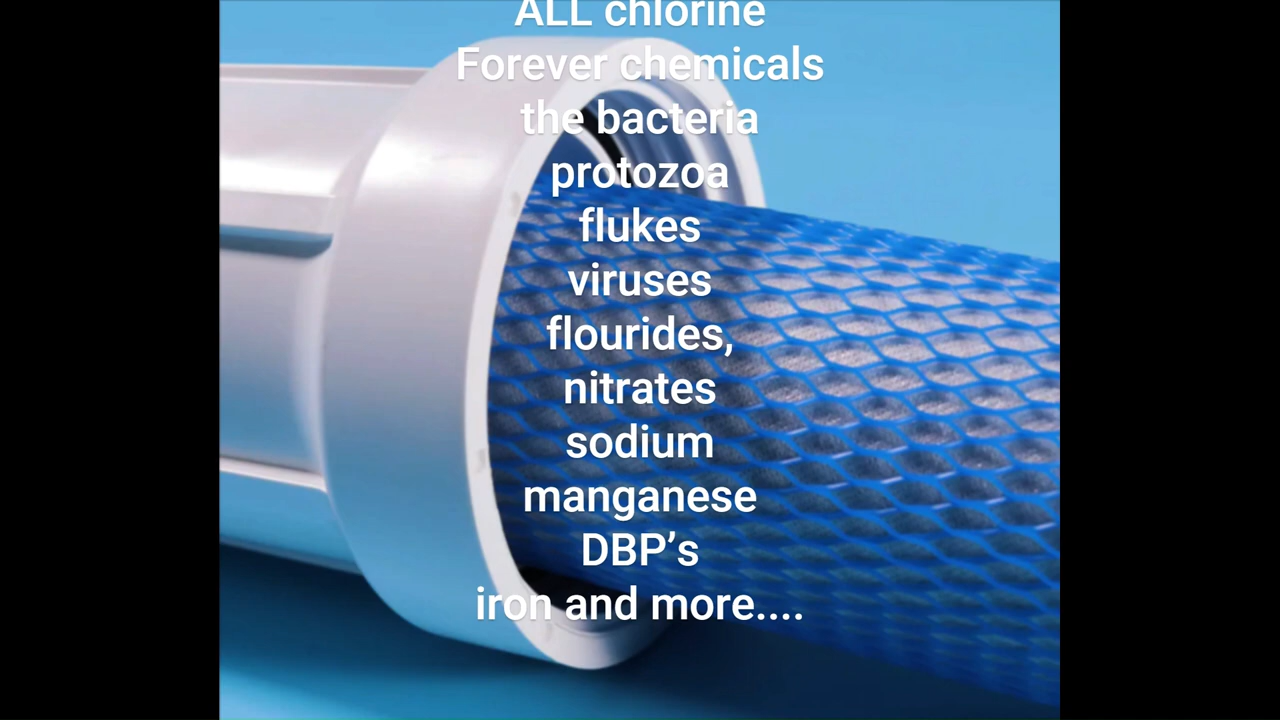 ALL chlorine
Forever chemicals
the bacteria
protozoa
flukes
viruses
flourides,
nitrates
sodium
manganese
DBP’s
iron and more....